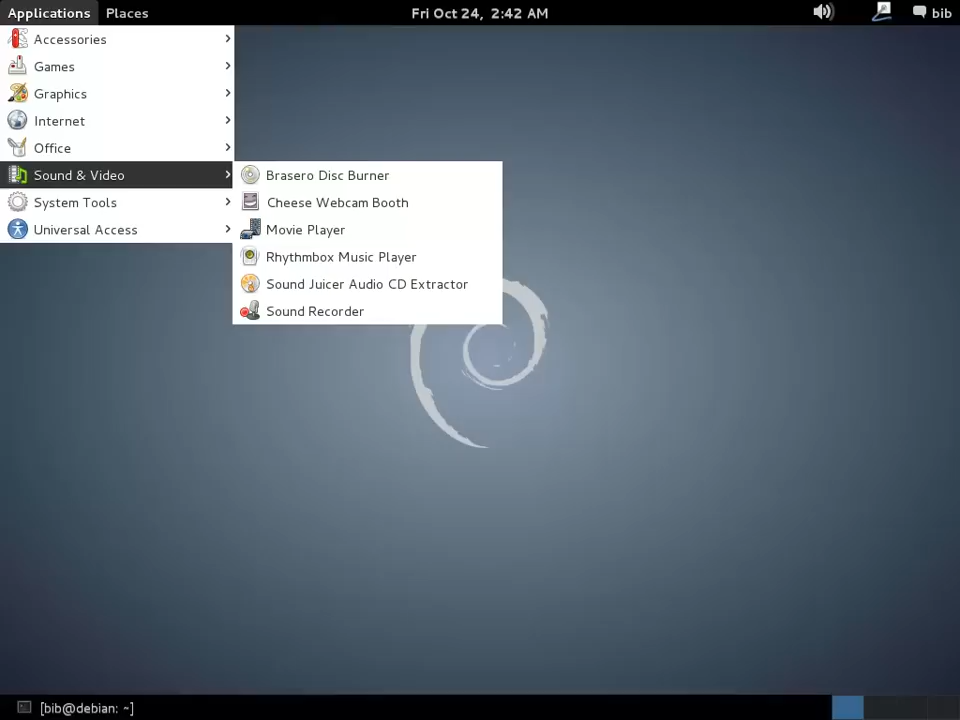 Applications Places Fri Oct 24, 2:42 AM bib
Accessories
Games
Graphics
Internet
Office
Sound & Video
System Tools
Universal Access
Brasero Disc Burner
Cheese Webcam Booth
Movie Player
Rhythmbox Music Player
Sound Juicer Audio CD Extractor
Sound Recorder
[bib@debian: ~]